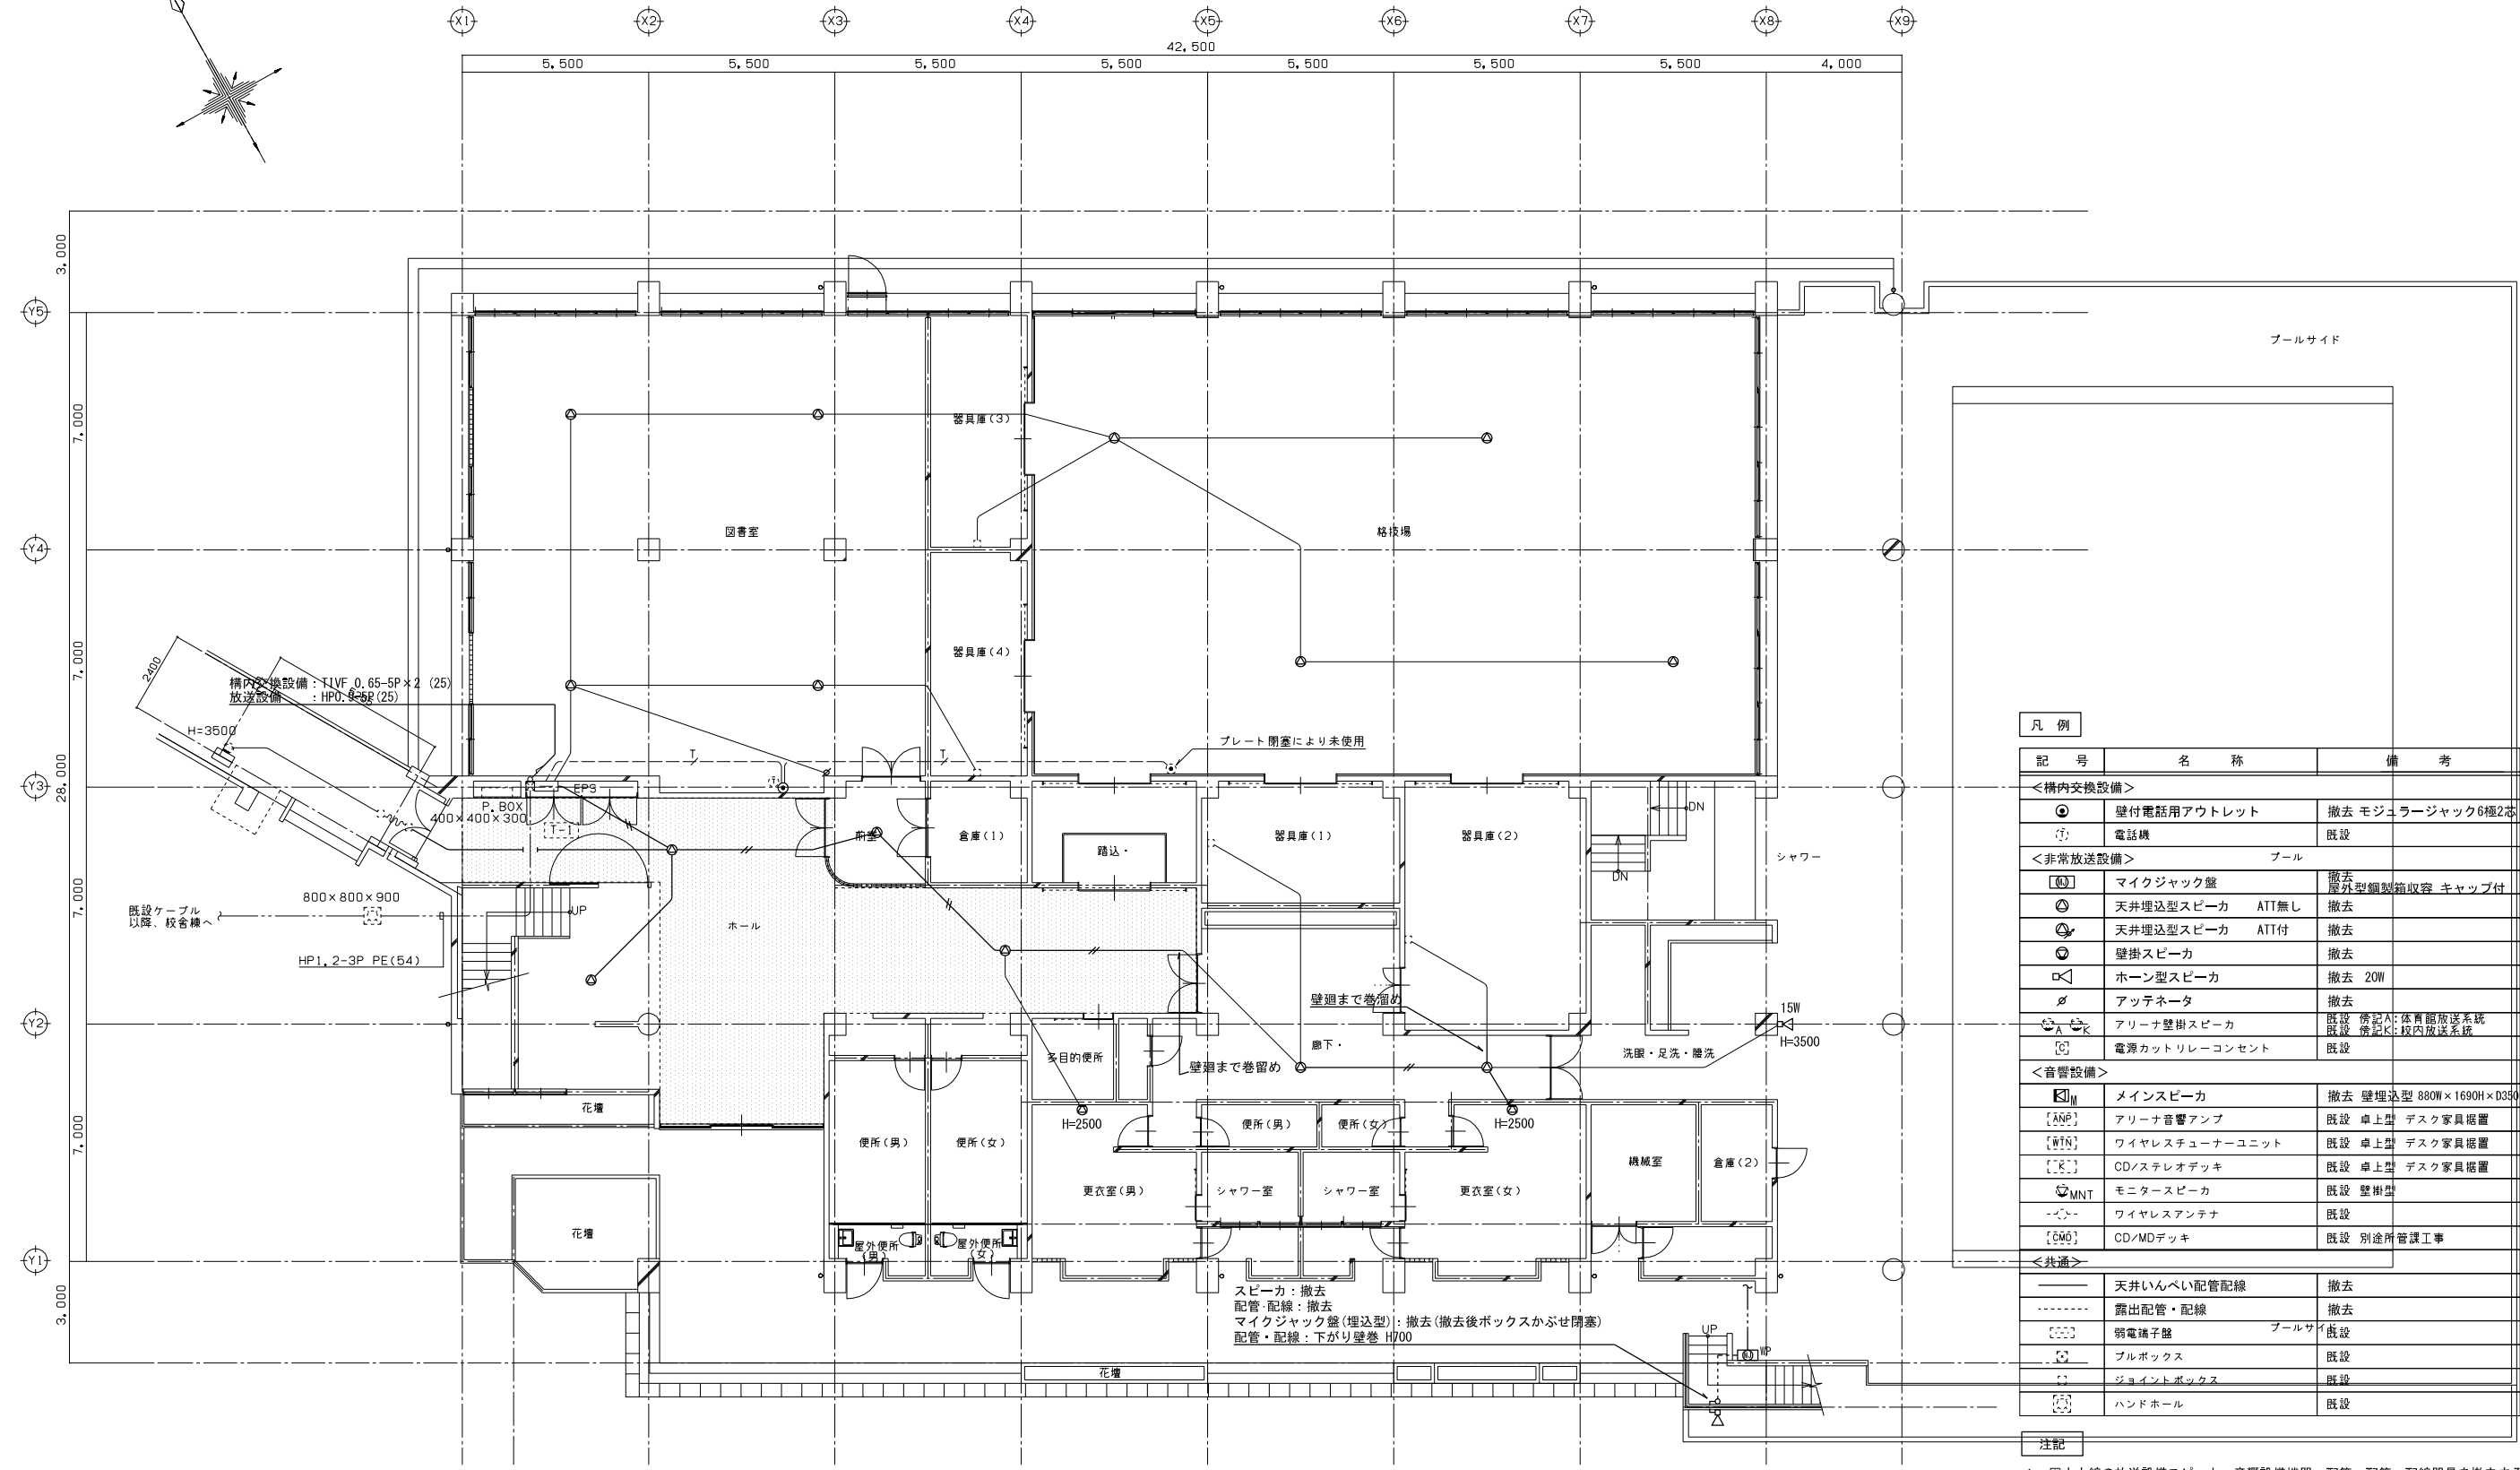 X1 X2 X3 X4 X5 X6 X7 X8 X9
42,500
5,500 5,500 5,500 5,500 5,500 5,500 5,500 4,000
3,000
Y5
7,000
Y4
7,000
28,000
Y3
7,000
Y2
7,000
Y1
3,000
プールサイド
器具庫(3)
図書室
格技場
器具庫(4)
2400
構内交換設備：TIVF 0.65-5P×2 (25)
放送設備　　：HP0.9-5P(25)
H=3500
T
T
プレート閉塞により未使用
EPS
P.BOX
400×400×300
T-1
前室
倉庫(1)
踏込・
器具庫(1)
器具庫(2)
DN
DN
シャワー
プール
800×800×900
既設ケーブル
以降、校舎棟へ
UP
ホール
HP1,2-3P PE(54)
壁廻まで巻溜め
15W
H=3500
多目的便所
廊下・
洗眼・足洗・腰洗
壁廻まで巻留め
花壇
H=2500
H=2500
便所(男)
便所(女)
便所(男)
便所(女)
機械室
倉庫(2)
更衣室(男)
シャワー室
シャワー室
更衣室(女)
花壇
屋外便所
(男)
屋外便所
(女)
スピーカ：撤去
配管・配線：撤去
マイクジャック盤(埋込型)：撤去(撤去後ボックスかぶせ閉塞)
配管・配線：下がり壁巻 H700
UP
WP
花壇
プールサイド
凡 例
記 号 名 称 備 考
＜構内交換設備＞
壁付電話用アウトレット 撤去 モジュラージャック6極2芯
T 電話機 既設
＜非常放送設備＞
マイクジャック盤 撤去
屋外型鋼製箱収容 キャップ付
天井埋込型スピーカ ATT無し 撤去
天井埋込型スピーカ ATT付 撤去
壁掛スピーカ 撤去
ホーン型スピーカ 撤去 20W
アッテネータ 撤去
A K アリーナ壁掛スピーカ 既設 傍記A:体育館放送系統
既設 傍記K:校内放送系統
C 電源カットリレーコンセント 既設
＜音響設備＞
M メインスピーカ 撤去 壁埋込型 880W×1690H×D350
AMP アリーナ音響アンプ 既設 卓上型 デスク家具据置
WTN ワイヤレスチューナーユニット 既設 卓上型 デスク家具据置
K CD/ステレオデッキ 既設 卓上型 デスク家具据置
MNT モニタースピーカ 既設 壁掛型
ワイヤレスアンテナ 既設
CMD CD/MDデッキ 既設 別途所管課工事
＜共通＞
天井いんぺい配管配線 撤去
露出配管・配線 撤去
弱電端子盤 既設
プルボックス 既設
ジョイントボックス 既設
ハンドホール 既設
注記